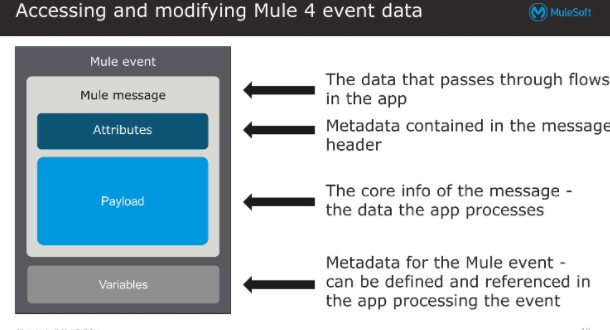 Accessing and modifying Mule 4 event data
MuleSoft
Mule event
Mule message
Attributes
Payload
Variables
The data that passes through flows
in the app
Metadata contained in the message
header
The core info of the message -
the data the app processes
Metadata for the Mule event -
can be defined and referenced in
the app processing the event